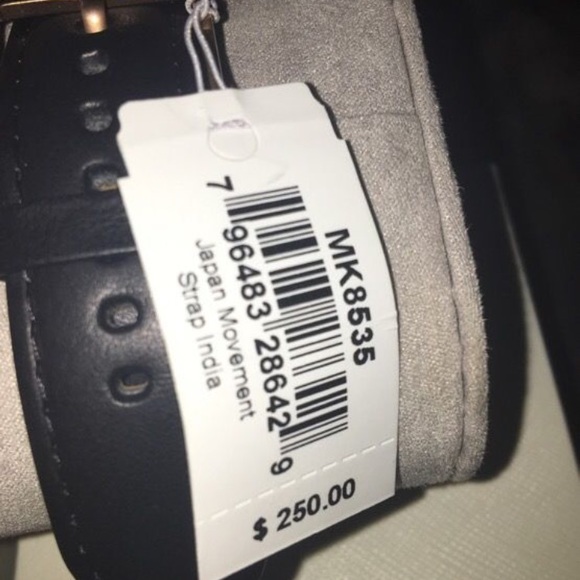 MK8535
7 96483 28642 9
Japan Movement
Strap India
$ 250.00